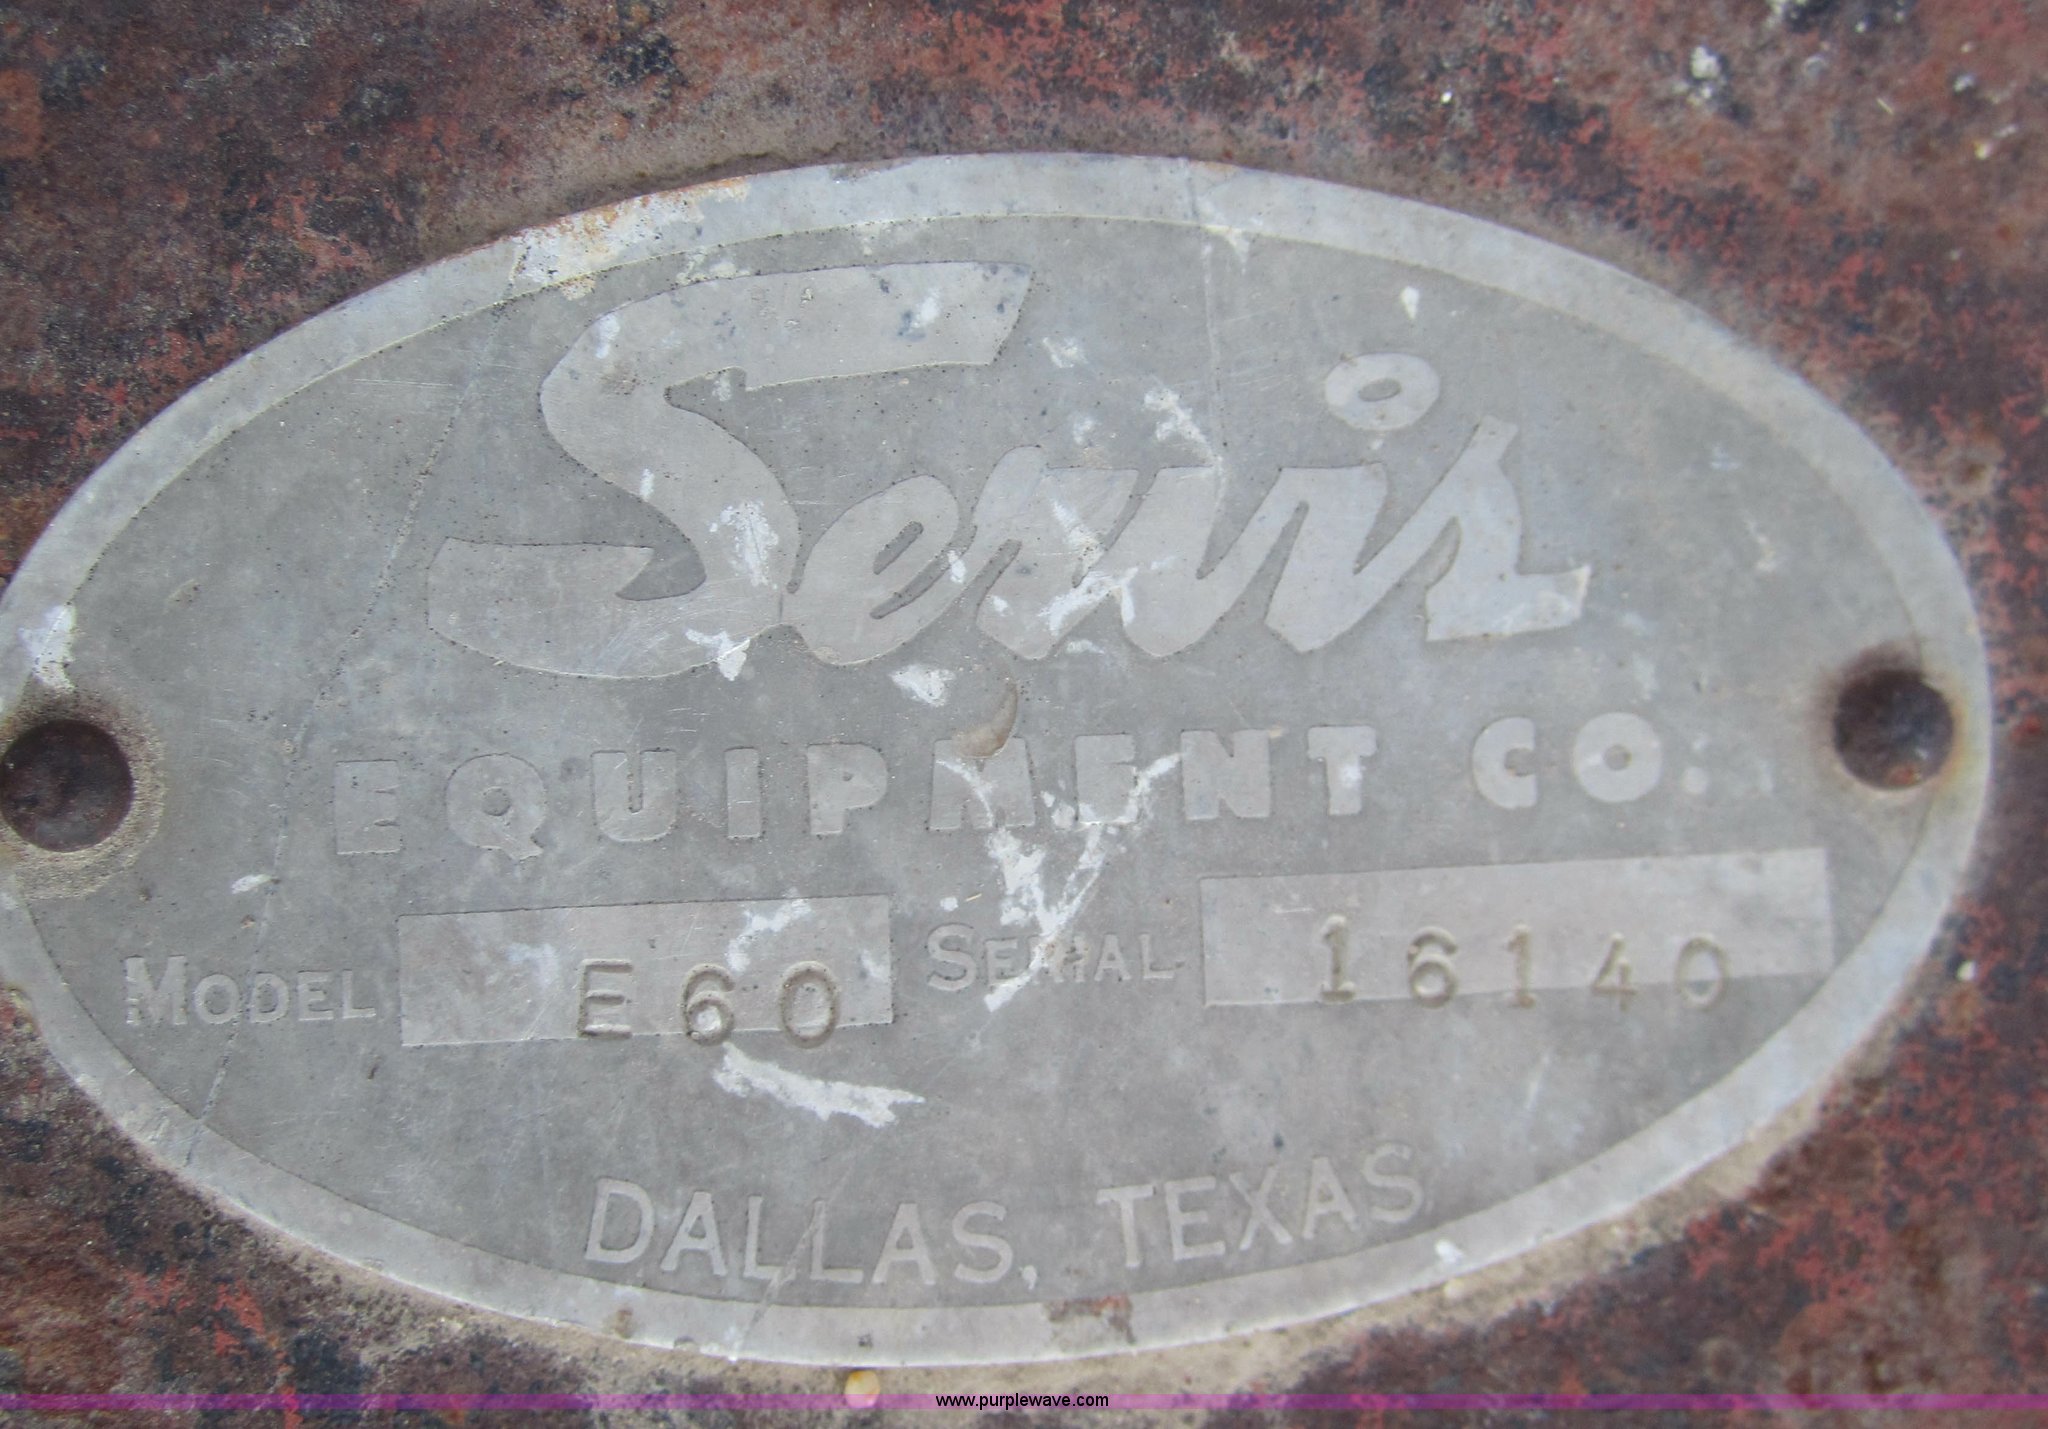 Servis
EQUIPMENT CO.
MODEL E60 SERIAL 16140
DALLAS, TEXAS
www.purplewave.com